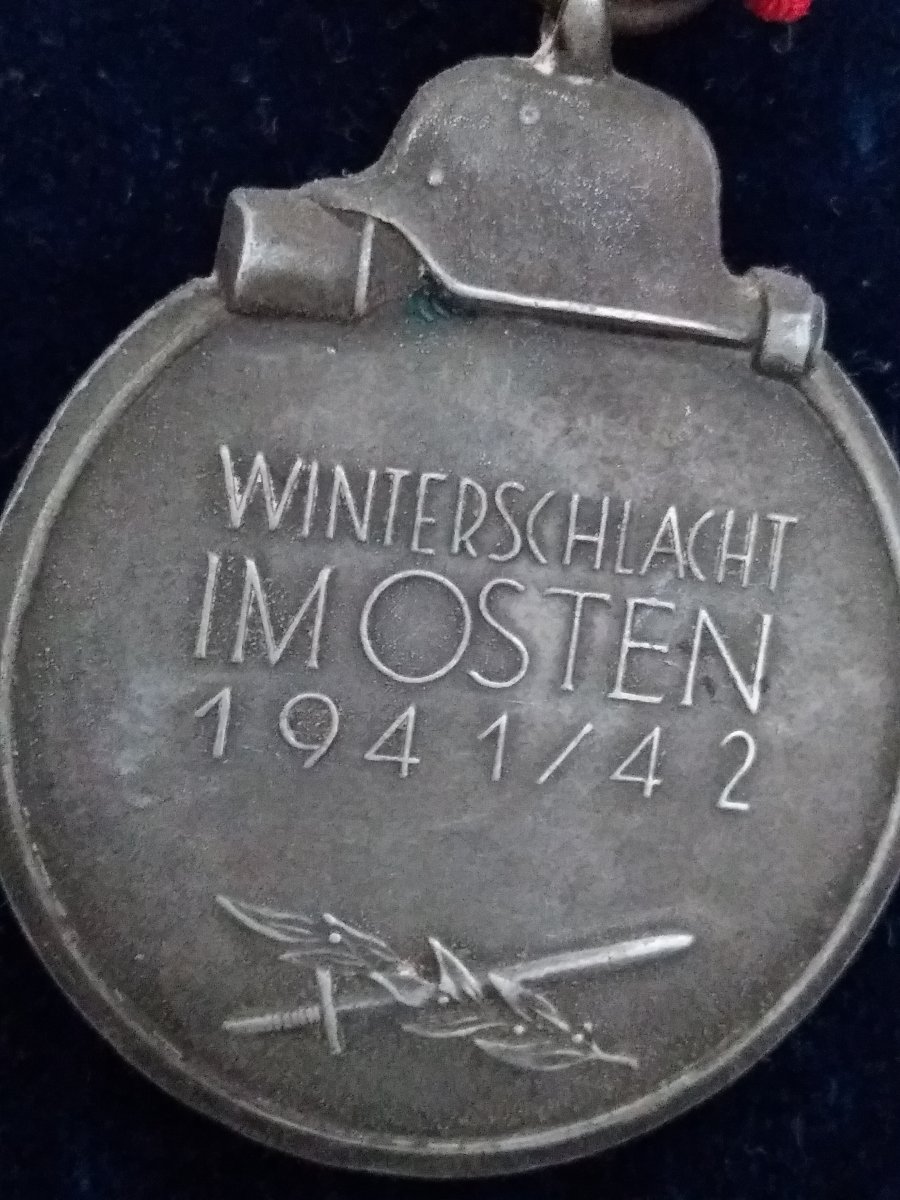 WINTERSCHLACHT
IM OSTEN
1941/42